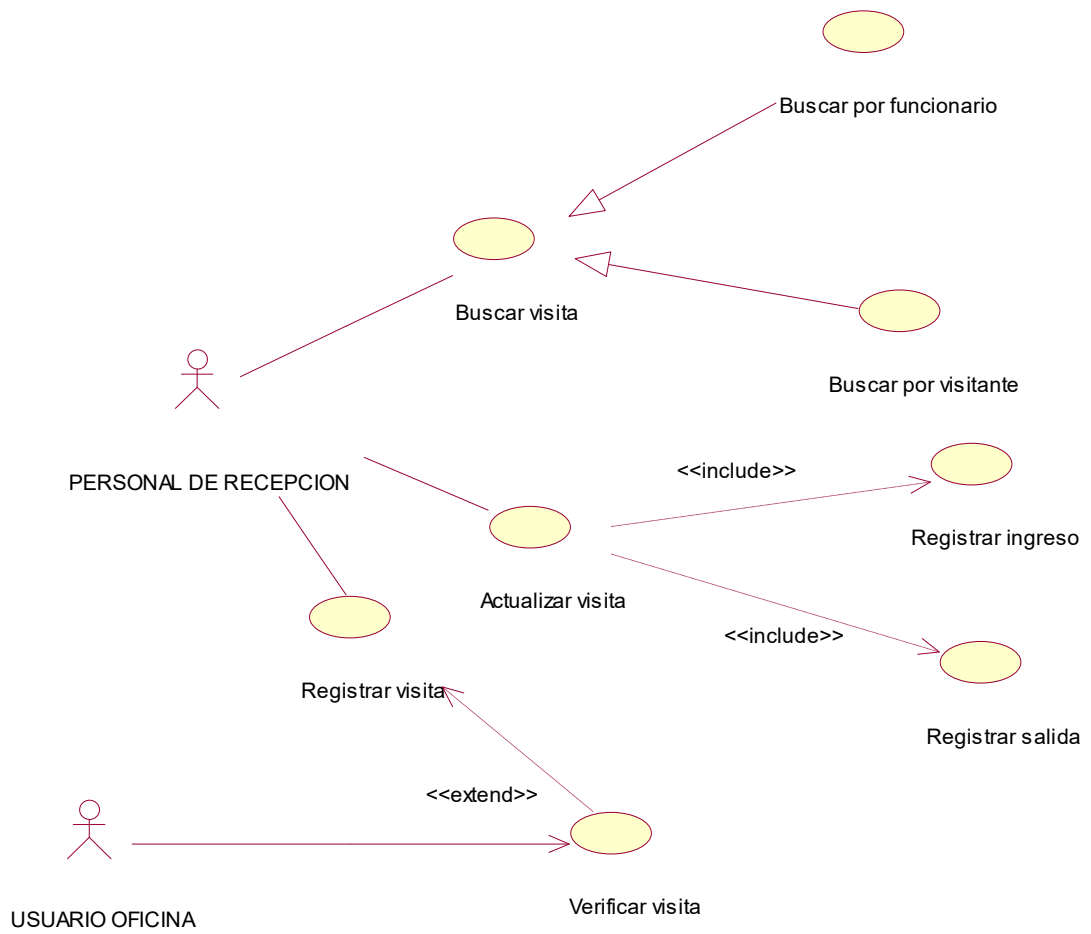 Buscar por funcionario
Buscar visita
Buscar por visitante
<<include>>
PERSONAL DE RECEPCION
Registrar ingreso
Actualizar visita
<<include>>
Registrar visita
Registrar salida
<<extend>>
Verificar visita
USUARIO OFICINA